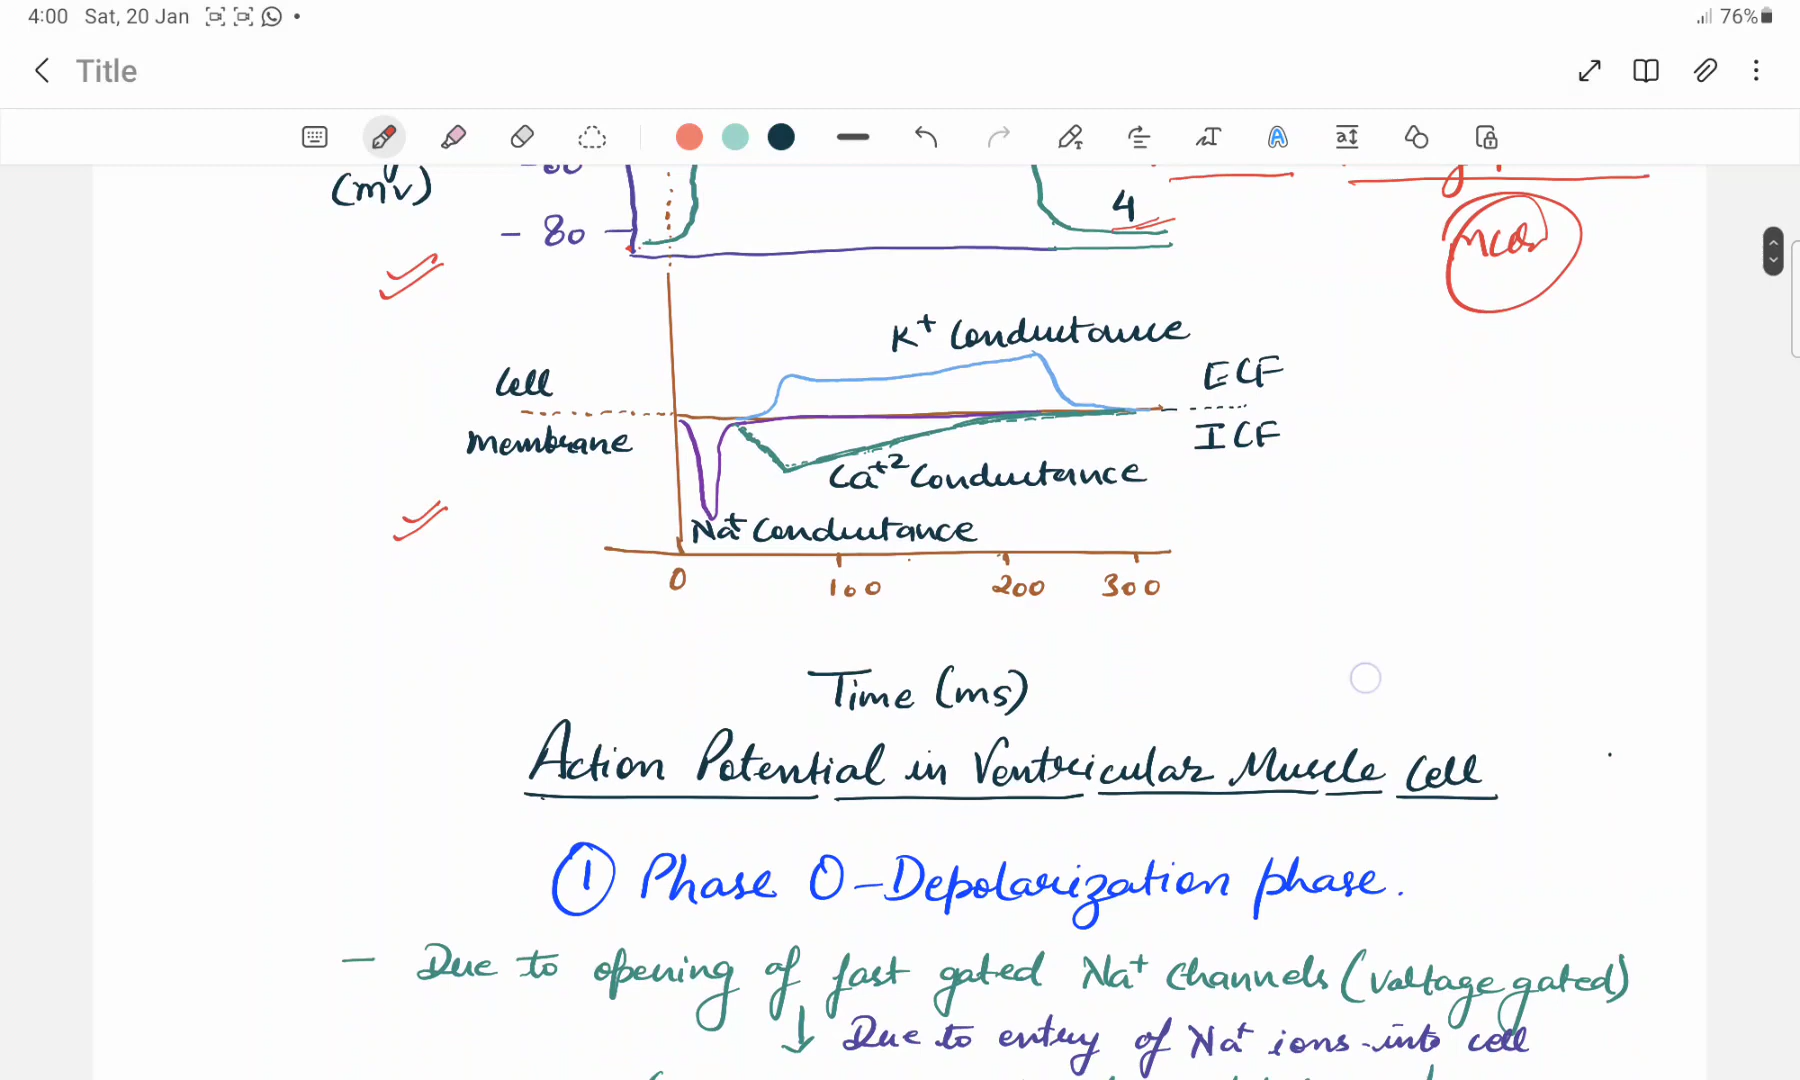 4:00 Sat, 20 Jan
76%
Title
(mv)
- 80
4
K+ Conductance
Cell
ECF
Membrane
ICF
Ca+2 Conductance
Na+ Conductance
0 100 200 300
Time (ms)
Action Potential in Ventricular Muscle Cell
① Phase 0-Depolarization phase.
- Due to opening of fast gated Na+ channels (voltage gated)
↓ Due to entry of Na+ ions into cell